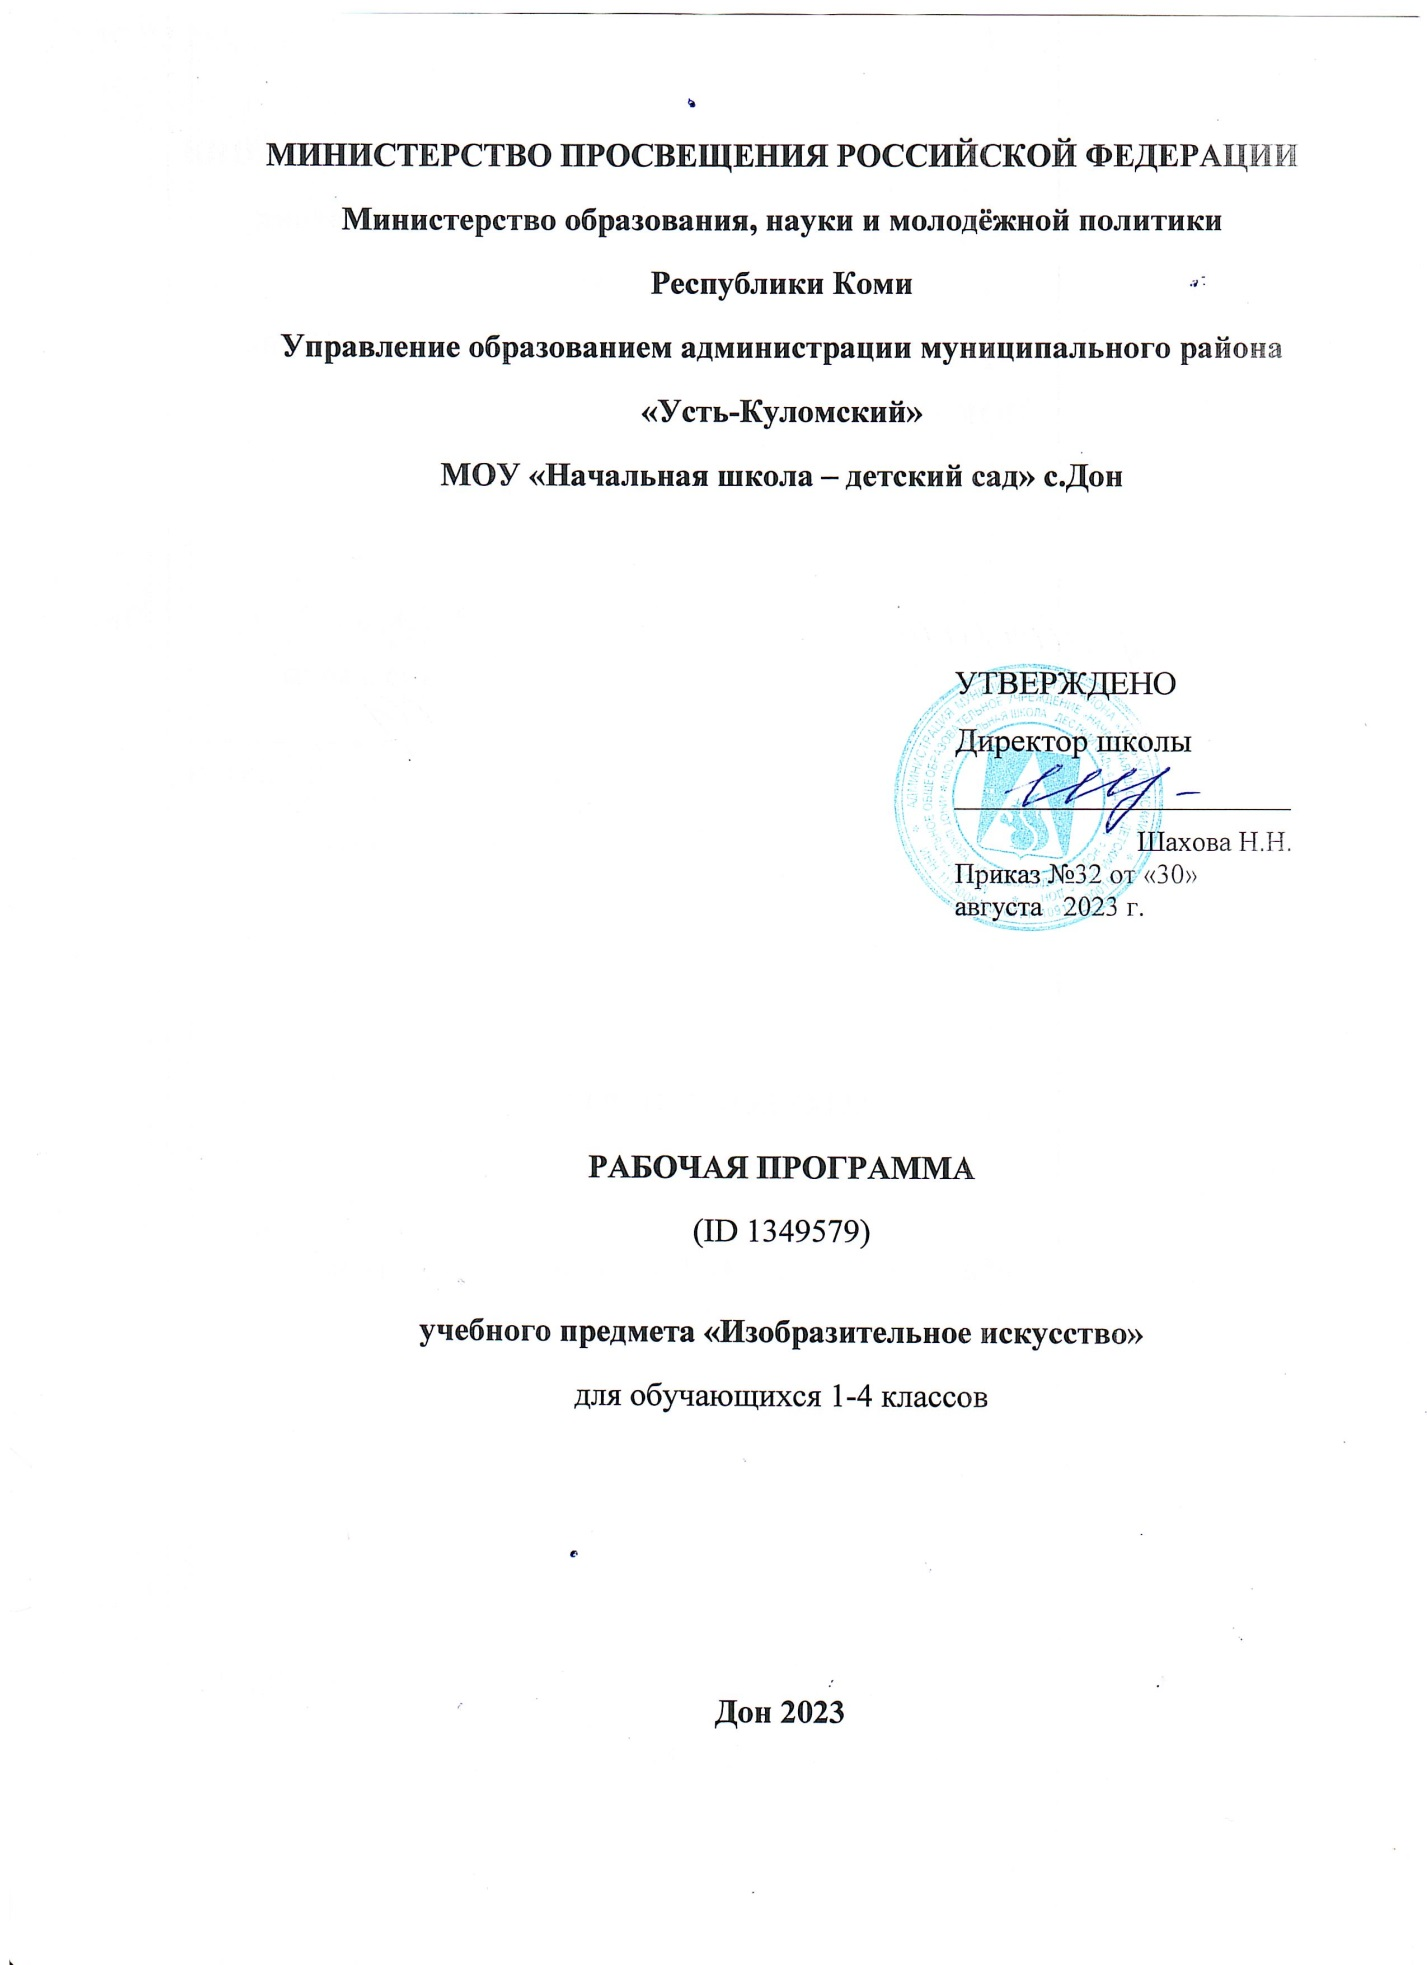 МИНИСТЕРСТВО ПРОСВЕЩЕНИЯ РОССИЙСКОЙ ФЕДЕРАЦИИ
Министерство образования, науки и молодёжной политики
Республики Коми
Управление образованием администрации муниципального района
«Усть-Куломский»
МОУ «Начальная школа – детский сад» с.Дон
УТВЕРЖДЕНО
Директор школы
Шахова Н.Н.
Приказ №32 от «30»
августа 2023 г.
РАБОЧАЯ ПРОГРАММА
(ID 1349579)
учебного предмета «Изобразительное искусство»
для обучающихся 1-4 классов
Дон 2023